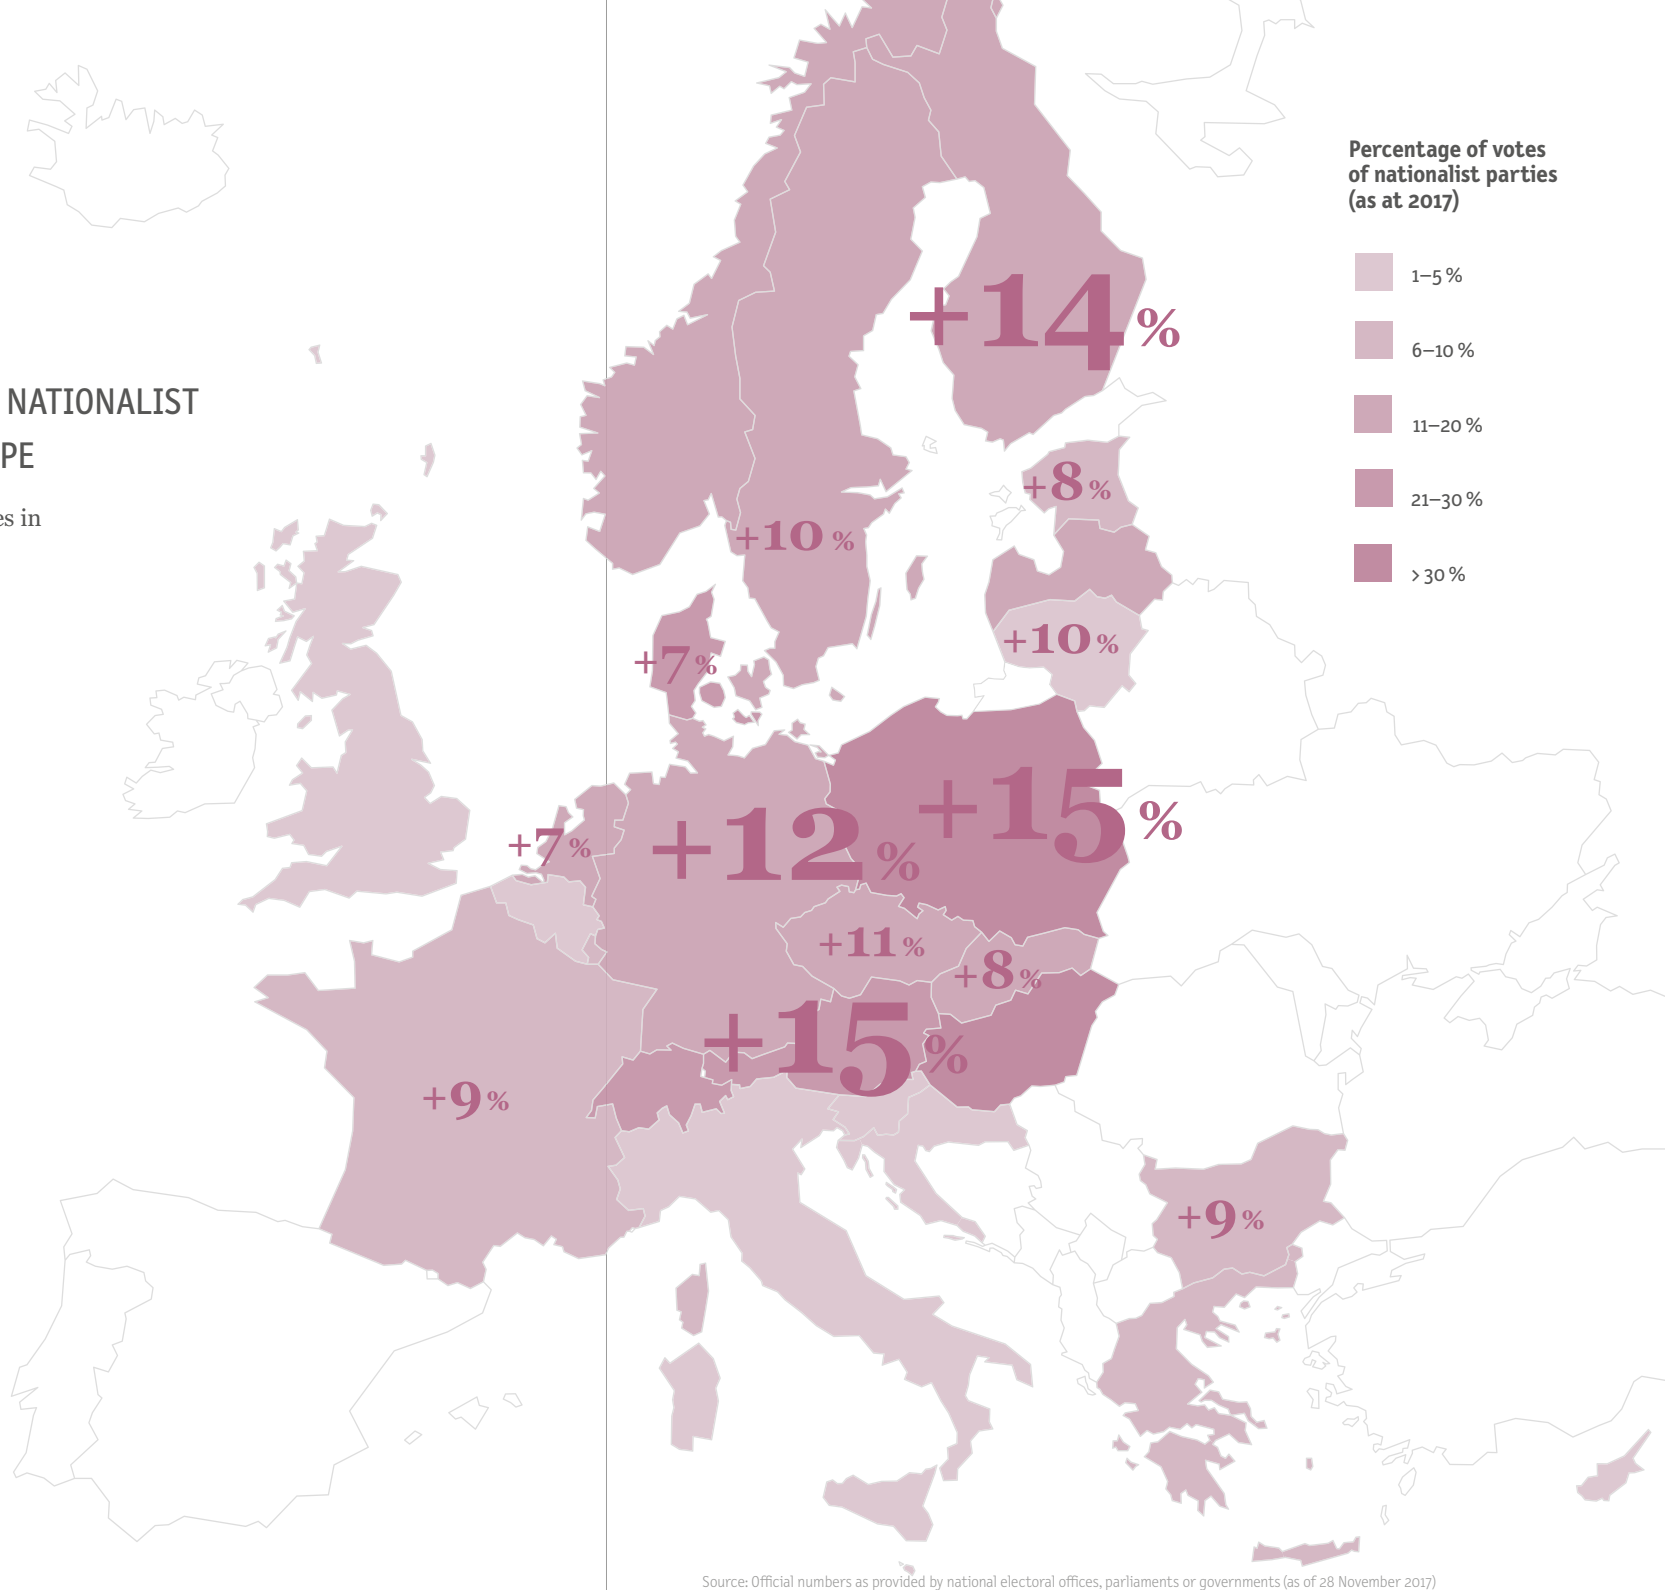 NATIONALIST
PE
es in
Percentage of votes
of nationalist parties
(as at 2017)
1–5 %
6–10 %
11–20 %
21–30 %
> 30 %
+14 %
+8 %
+10 %
+10 %
+7 %
+15 %
+12 %
+7 %
+11 %
+8 %
+15 %
+9 %
+9 %
Source: Official numbers as provided by national electoral offices, parliaments or governments (as of 28 November 2017)